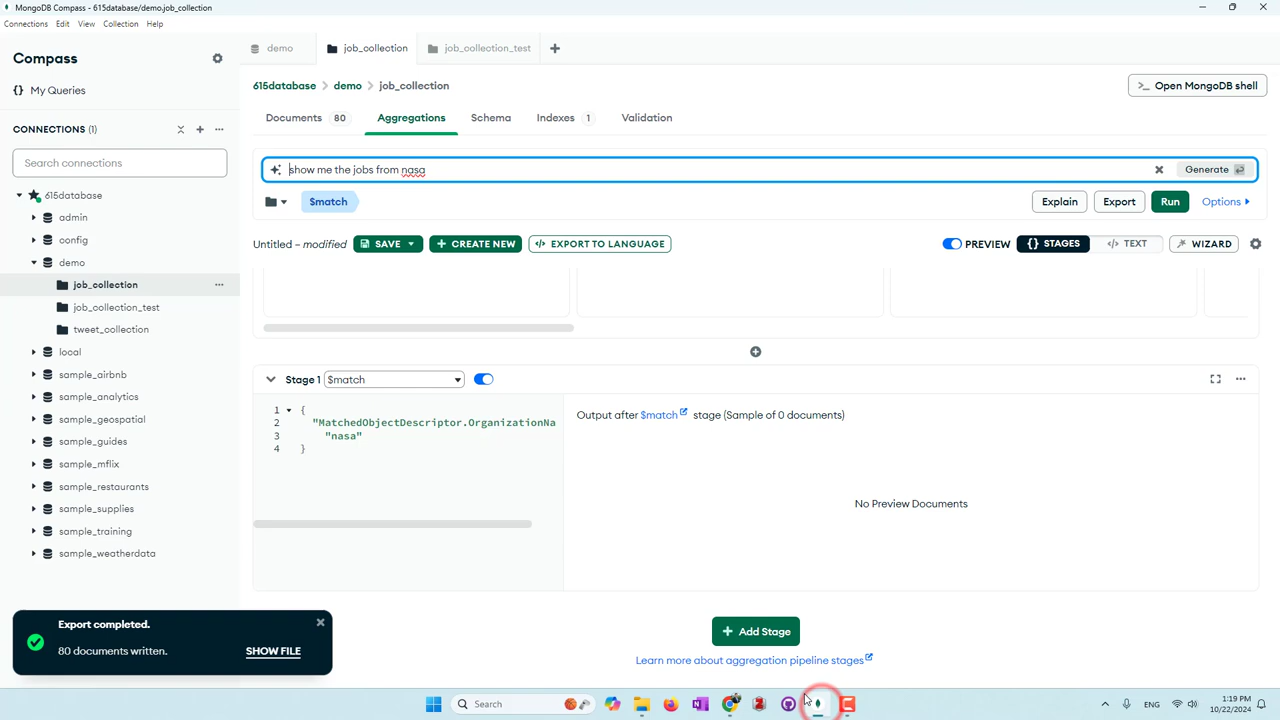 MongoDB Compass - 615database/demo.job_collection
Connections Edit View Collection Help
Compass
{} My Queries
CONNECTIONS (1)
Search connections
615database
admin
config
demo
job_collection
job_collection_test
tweet_collection
local
sample_airbnb
sample_analytics
sample_geospatial
sample_guides
sample_mflix
sample_restaurants
sample_supplies
sample_training
sample_weatherdata
demo job_collection job_collection_test
615database > demo > job_collection
>_ Open MongoDB shell
Documents 80 Aggregations Schema Indexes 1 Validation
show me the jobs from nasa
Generate
$match
Explain Export Run Options
Untitled – modified SAVE CREATE NEW </> EXPORT TO LANGUAGE PREVIEW {} STAGES </> TEXT WIZARD
Stage 1 $match
1 {
2 "MatchedObjectDescriptor.OrganizationNa
3 "nasa"
4 }
Output after $match stage (Sample of 0 documents)
No Preview Documents
Add Stage
Learn more about aggregation pipeline stages
Export completed.
80 documents written. SHOW FILE
Search
ENG
1:19 PM
10/22/2024